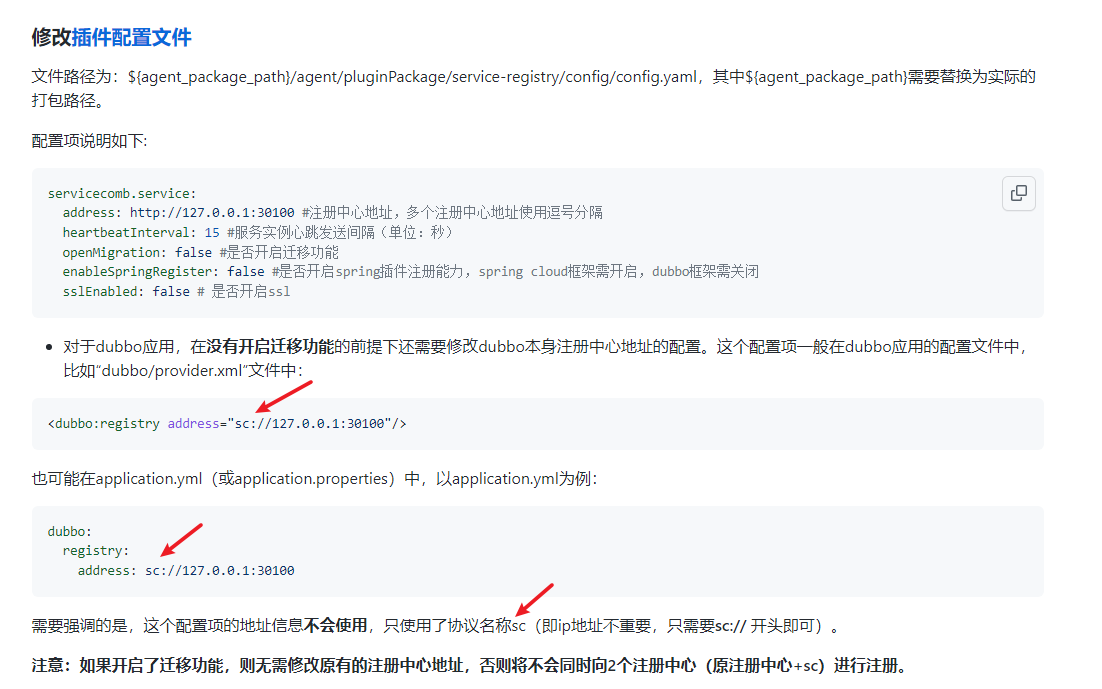 修改插件配置文件
文件路径为：${agent_package_path}/agent/pluginPackage/service-registry/config/config.yaml，其中${agent_package_path}需要替换为实际的
打包路径。
配置项说明如下:
servicecomb.service:
  address: http://127.0.0.1:30100 #注册中心地址，多个注册中心地址使用逗号分隔
  heartbeatInterval: 15 #服务实例心跳发送间隔（单位：秒）
  openMigration: false #是否开启迁移功能
  enableSpringRegister: false #是否开启spring插件注册能力，spring cloud框架需开启，dubbo框架需关闭
  sslEnabled: false # 是否开启ssl
• 对于dubbo应用，在没有开启迁移功能的前提下还需要修改dubbo本身注册中心地址的配置。这个配置项一般在dubbo应用的配置文件中，
比如“dubbo/provider.xml”文件中：
<dubbo:registry address="sc://127.0.0.1:30100"/>
也可能在application.yml（或application.properties）中，以application.yml为例：
dubbo:
  registry:
    address: sc://127.0.0.1:30100
需要强调的是，这个配置项的地址信息不会使用，只使用了协议名称sc（即ip地址不重要，只需要sc:// 开头即可）。
注意：如果开启了迁移功能，则无需修改原有的注册中心地址，否则将不会同时向2个注册中心（原注册中心+sc）进行注册。